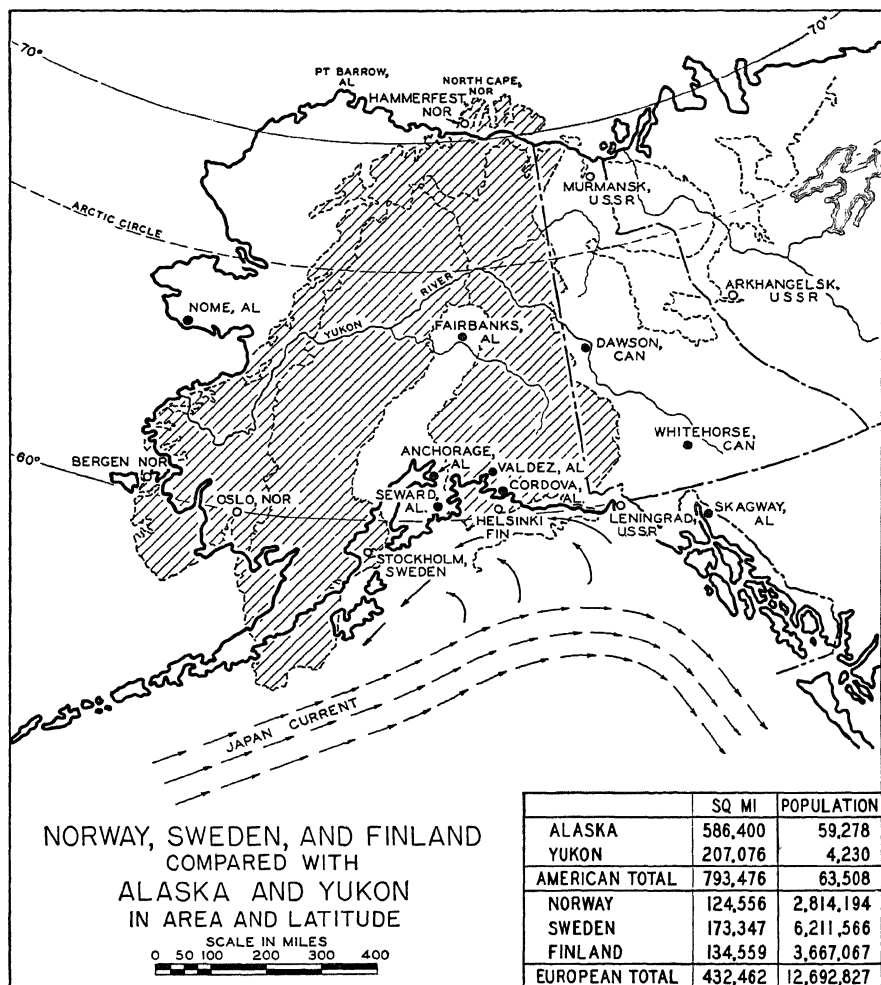 70°
70°
PT BARROW,
AL
NORTH CAPE,
NOR
HAMMERFEST,
NOR
MURMANSK,
U.S.S.R
ARCTIC CIRCLE
ARKHANGELSK,
U.S.S.R
NOME, AL
YUKON RIVER
FAIRBANKS,
AL
DAWSON,
CAN
WHITEHORSE,
CAN
60°
BERGEN NOR
ANCHORAGE,
AL
VALDEZ, AL
OSLO, NOR
SEWARD,
AL.
CORDOVA,
AL
HELSINKI
FIN
LENINGRAD,
U.S.S.R
SKAGWAY,
AL
STOCKHOLM,
SWEDEN
JAPAN CURRENT
NORWAY, SWEDEN, AND FINLAND
COMPARED WITH
ALASKA AND YUKON
IN AREA AND LATITUDE
SCALE IN MILES
0 50 100 200 300 400
SQ MI POPULATION
ALASKA 586,400 59,278
YUKON 207,076 4,230
AMERICAN TOTAL 793,476 63,508
NORWAY 124,556 2,814,194
SWEDEN 173,347 6,211,566
FINLAND 134,559 3,667,067
EUROPEAN TOTAL 432,462 12,692,827